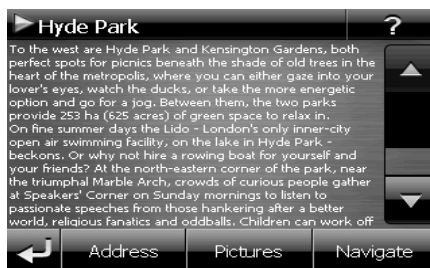 Hyde Park
?
To the west are Hyde Park and Kensington Gardens, both
perfect spots for picnics beneath the shade of old trees in the
heart of the metropolis, where you can either gaze into your
lover's eyes, watch the ducks, or take the more energetic
option and go for a jog. Between them, the two parks
provide 253 ha (625 acres) of green space to relax in.
On fine summer days the Lido - London's only inner-city
open air swimming facility, on the lake in Hyde Park -
beckons. Or why not hire a rowing boat for yourself and
your friends? At the north-eastern corner of the park, near
the triumphal Marble Arch, crowds of curious people gather
at Speakers' Corner on Sunday mornings to listen to
passionate speeches from those hankering after a better
world, religious fanatics and oddballs. Children can work off
Address Pictures Navigate